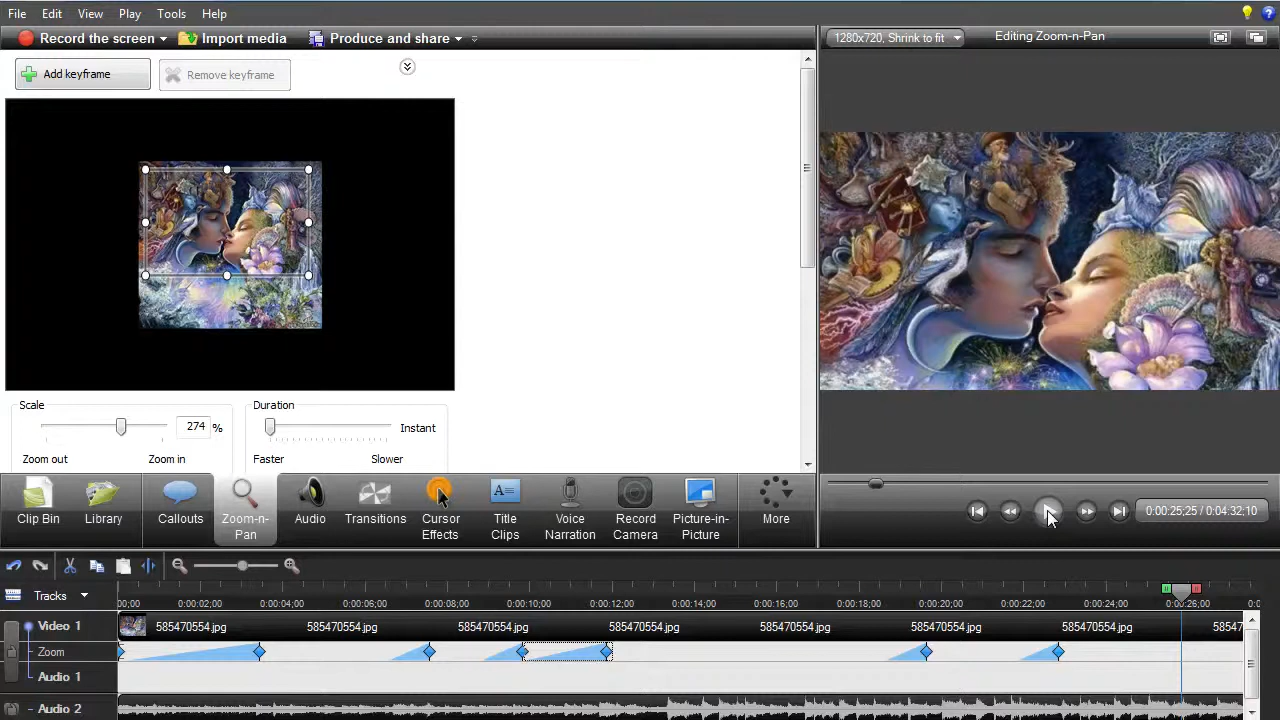 File Edit View Play Tools Help
Record the screen Import media Produce and share
1280x720, Shrink to fit Editing Zoom-n-Pan
Add keyframe Remove keyframe
Scale Duration
274 % Instant
Zoom out Zoom in Faster Slower
Clip Bin Library Callouts Zoom-n-Pan Audio Transitions Cursor Effects Title Clips Voice Narration Record Camera Picture-in-Picture More
0:00:25;25 / 0:04:32;10
Tracks
00;00 0:00:02;00 0:00:04;00 0:00:06;00 0:00:08;00 0:00:10;00 0:00:12;00 0:00:14;00 0:00:16;00 0:00:18;00 0:00:20;00 0:00:22;00 0:00:24;00 0:00:26;00
Video 1 585470554.jpg 585470554.jpg 585470554.jpg 585470554.jpg 585470554.jpg 585470554.jpg 585470554.jpg 5854705
Zoom
Audio 1
Audio 2